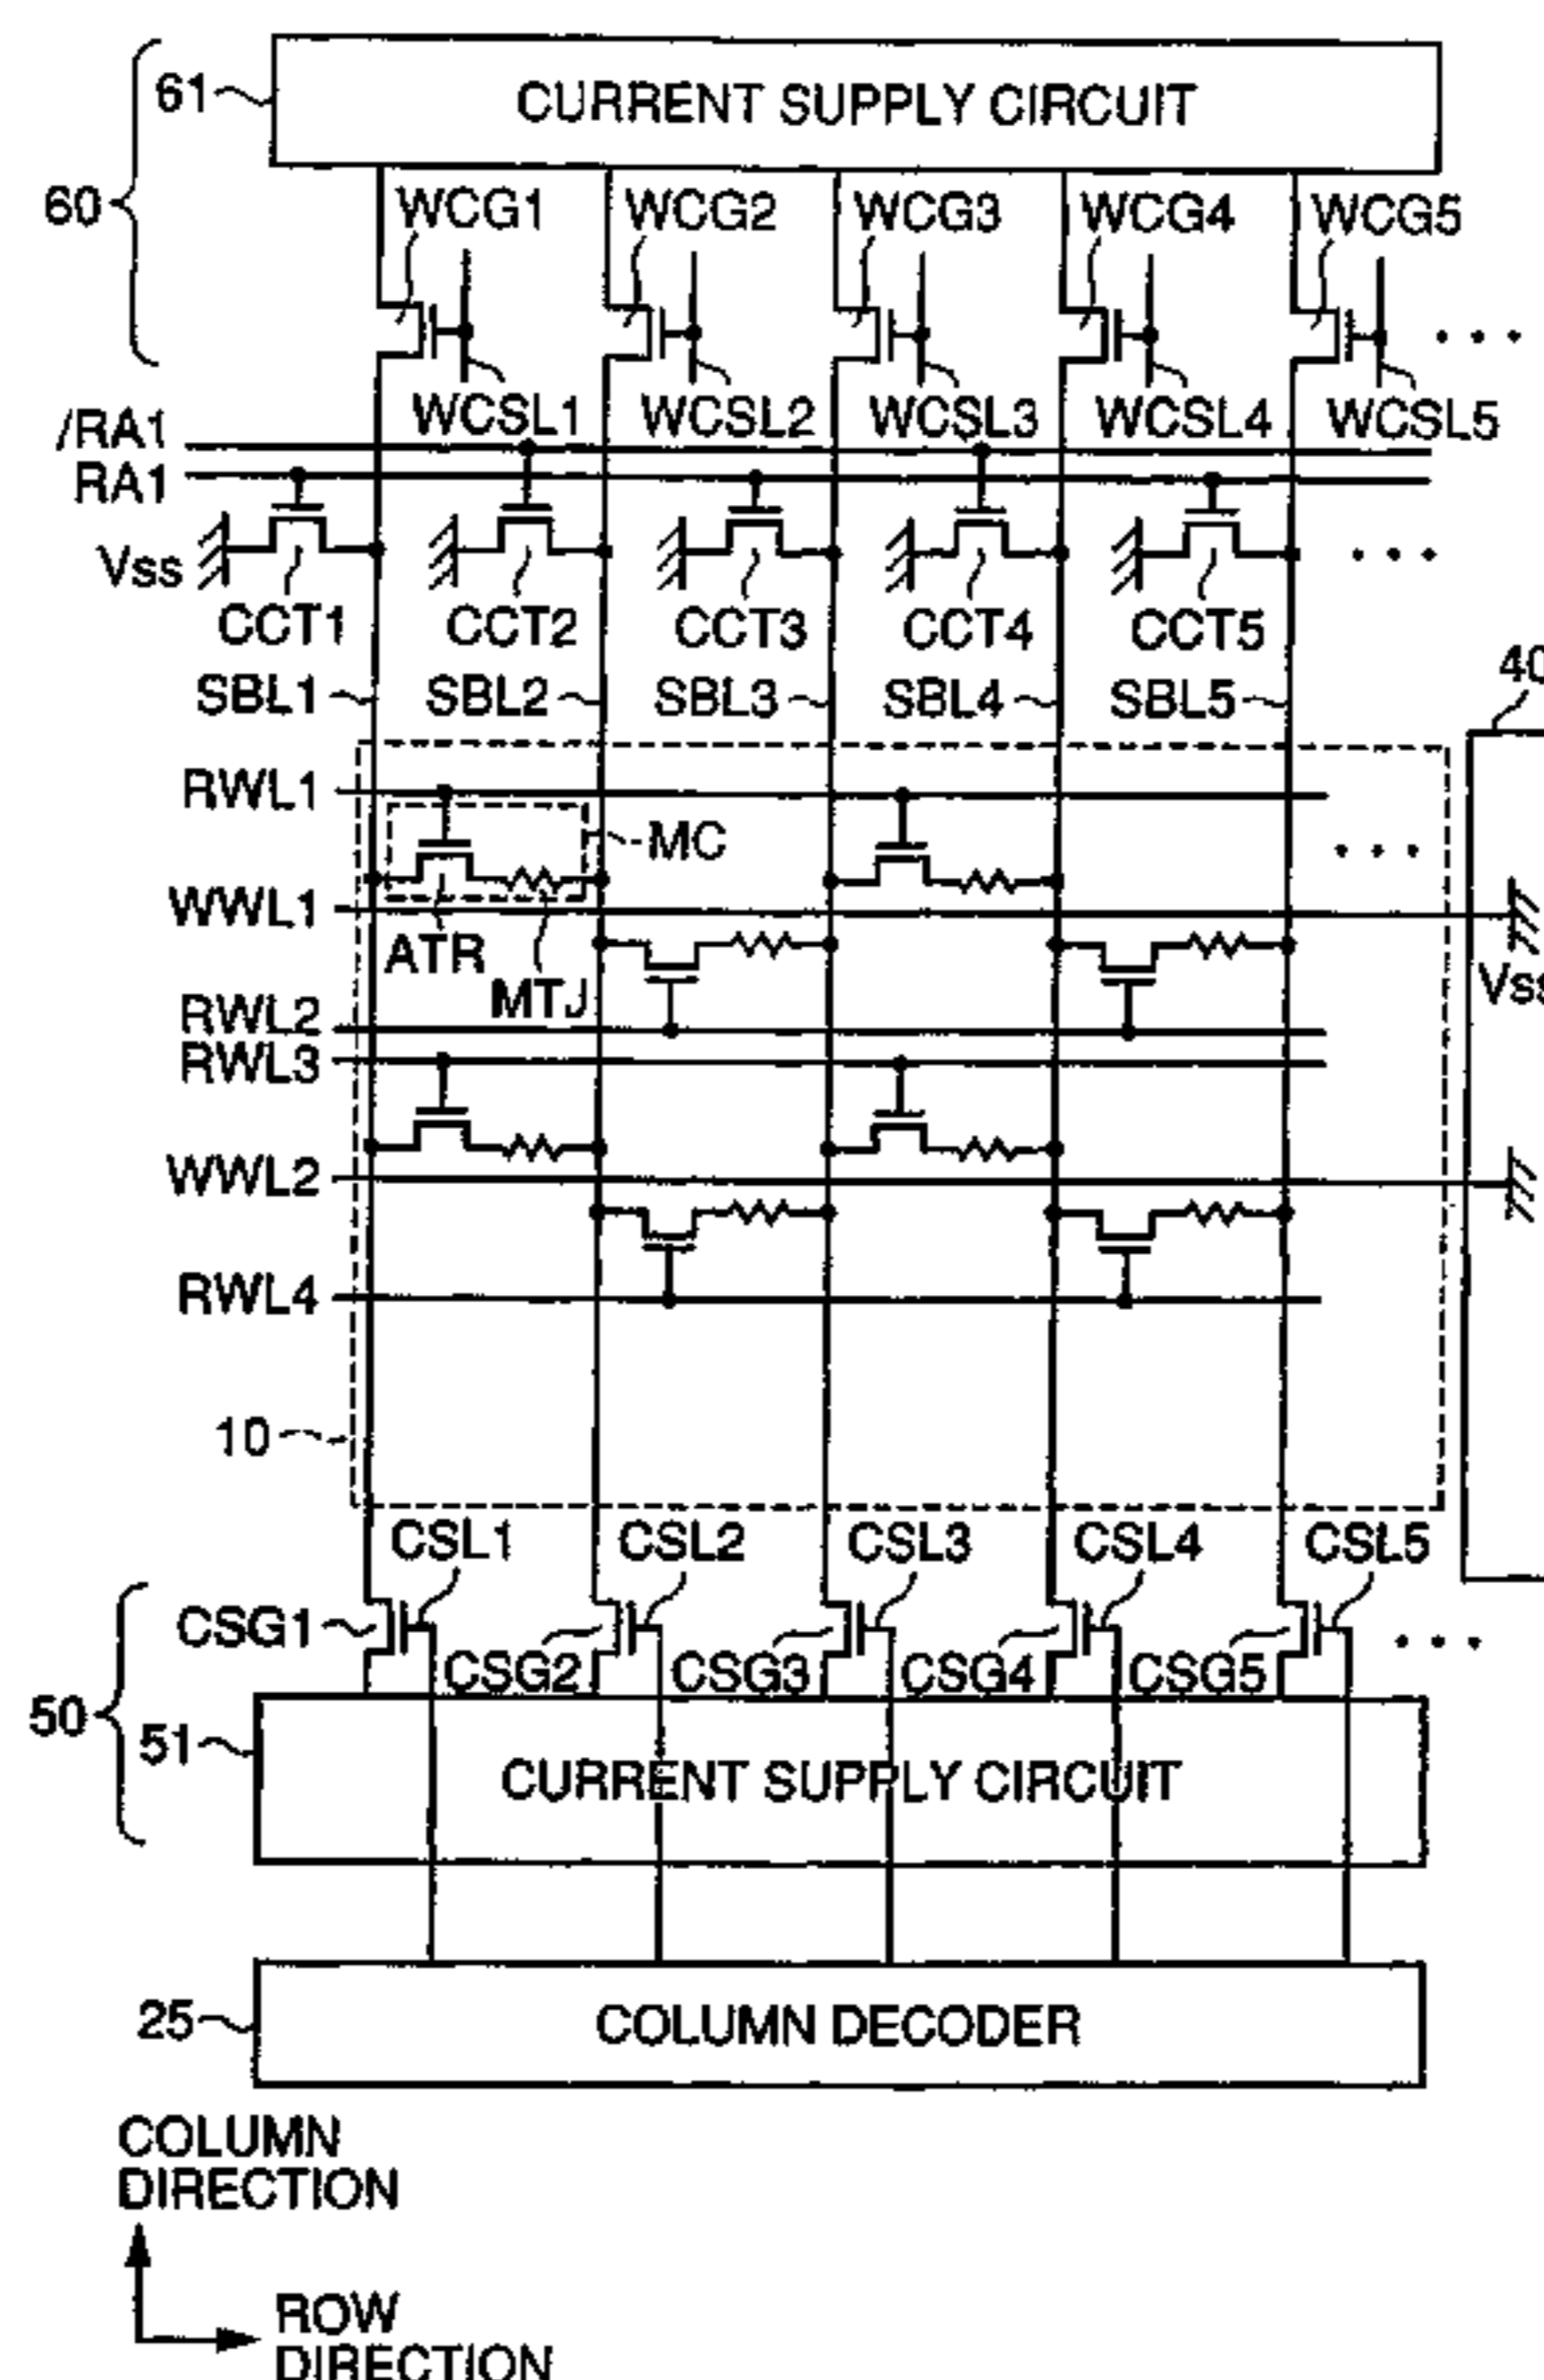 61
CURRENT SUPPLY CIRCUIT
60
WCG1 WCG2 WCG3 WCG4 WCG5
. . .
WCSL1 WCSL2 WCSL3 WCSL4 WCSL5
/RA1
RA1
Vss
. . .
CCT1 CCT2 CCT3 CCT4 CCT5
40
SBL1 SBL2 SBL3 SBL4 SBL5
RWL1
MC
. . .
WWL1
ATR
MTJ
Vss
RWL2
RWL3
WWL2
RWL4
10
CSL1 CSL2 CSL3 CSL4 CSL5
CSG1 CSG2 CSG3 CSG4 CSG5
. . .
50
51
CURRENT SUPPLY CIRCUIT
25
COLUMN DECODER
COLUMN
DIRECTION
ROW
DIRECTION